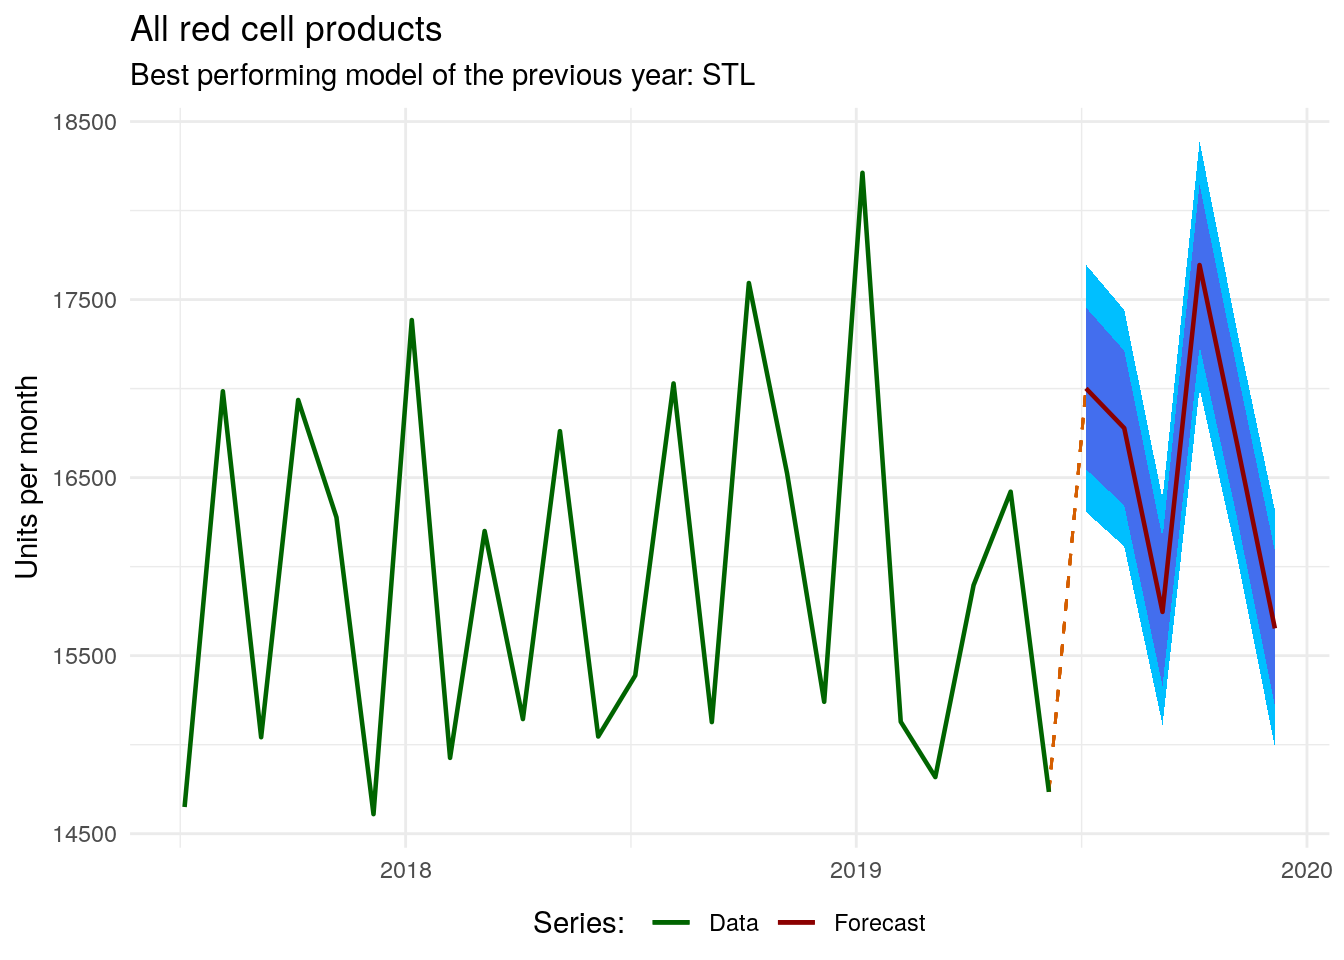 All red cell products
Best performing model of the previous year: STL
Units per month
18500
17500
16500
15500
14500
2018
2019
2020
Series:
Data
Forecast